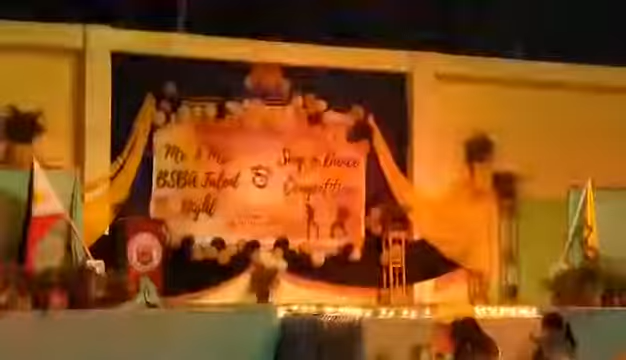 Mr. & Ms.
BSBA Talent
Night
&
Sing & Dance
Competition